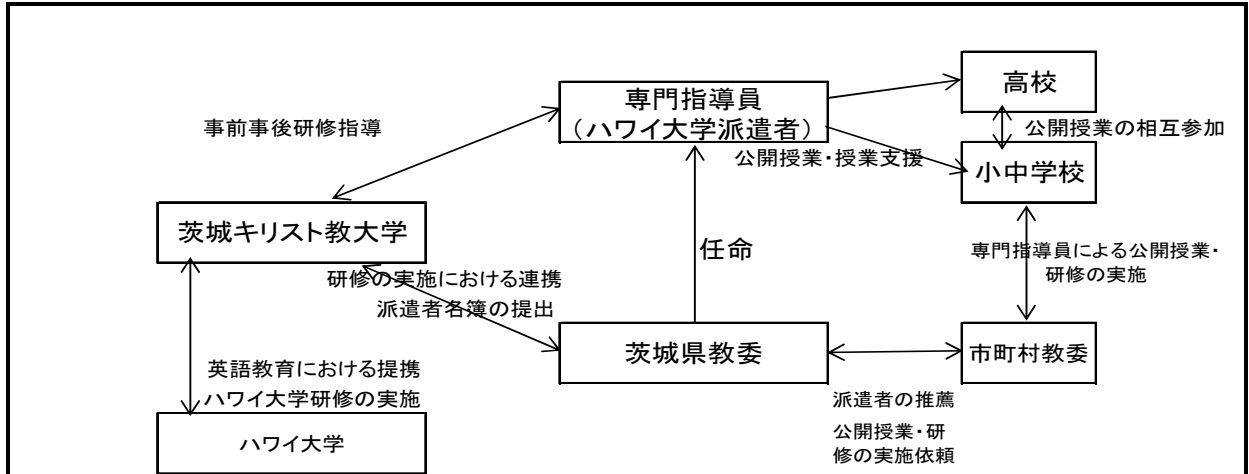 高校
専門指導員
（ハワイ大学派遣者）
事前事後研修指導
公開授業の相互参加
公開授業・授業支援
小中学校
茨城キリスト教大学
任命
専門指導員による公開授業・
研修の実施
研修の実施における連携
派遣者名簿の提出
茨城県教委
市町村教委
英語教育における提携
ハワイ大学研修の実施
派遣者の推薦
公開授業・研
修の実施依頼
ハワイ大学